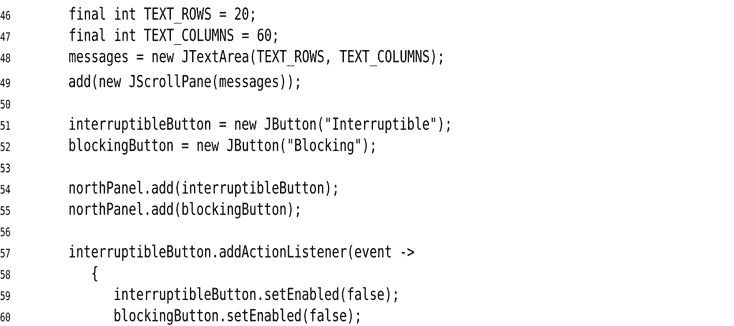 46 final int TEXT_ROWS = 20;
47 final int TEXT_COLUMNS = 60;
48 messages = new JTextArea(TEXT_ROWS, TEXT_COLUMNS);
49 add(new JScrollPane(messages));
50
51 interruptibleButton = new JButton("Interruptible");
52 blockingButton = new JButton("Blocking");
53
54 northPanel.add(interruptibleButton);
55 northPanel.add(blockingButton);
56
57 interruptibleButton.addActionListener(event ->
58 {
59 interruptibleButton.setEnabled(false);
60 blockingButton.setEnabled(false);